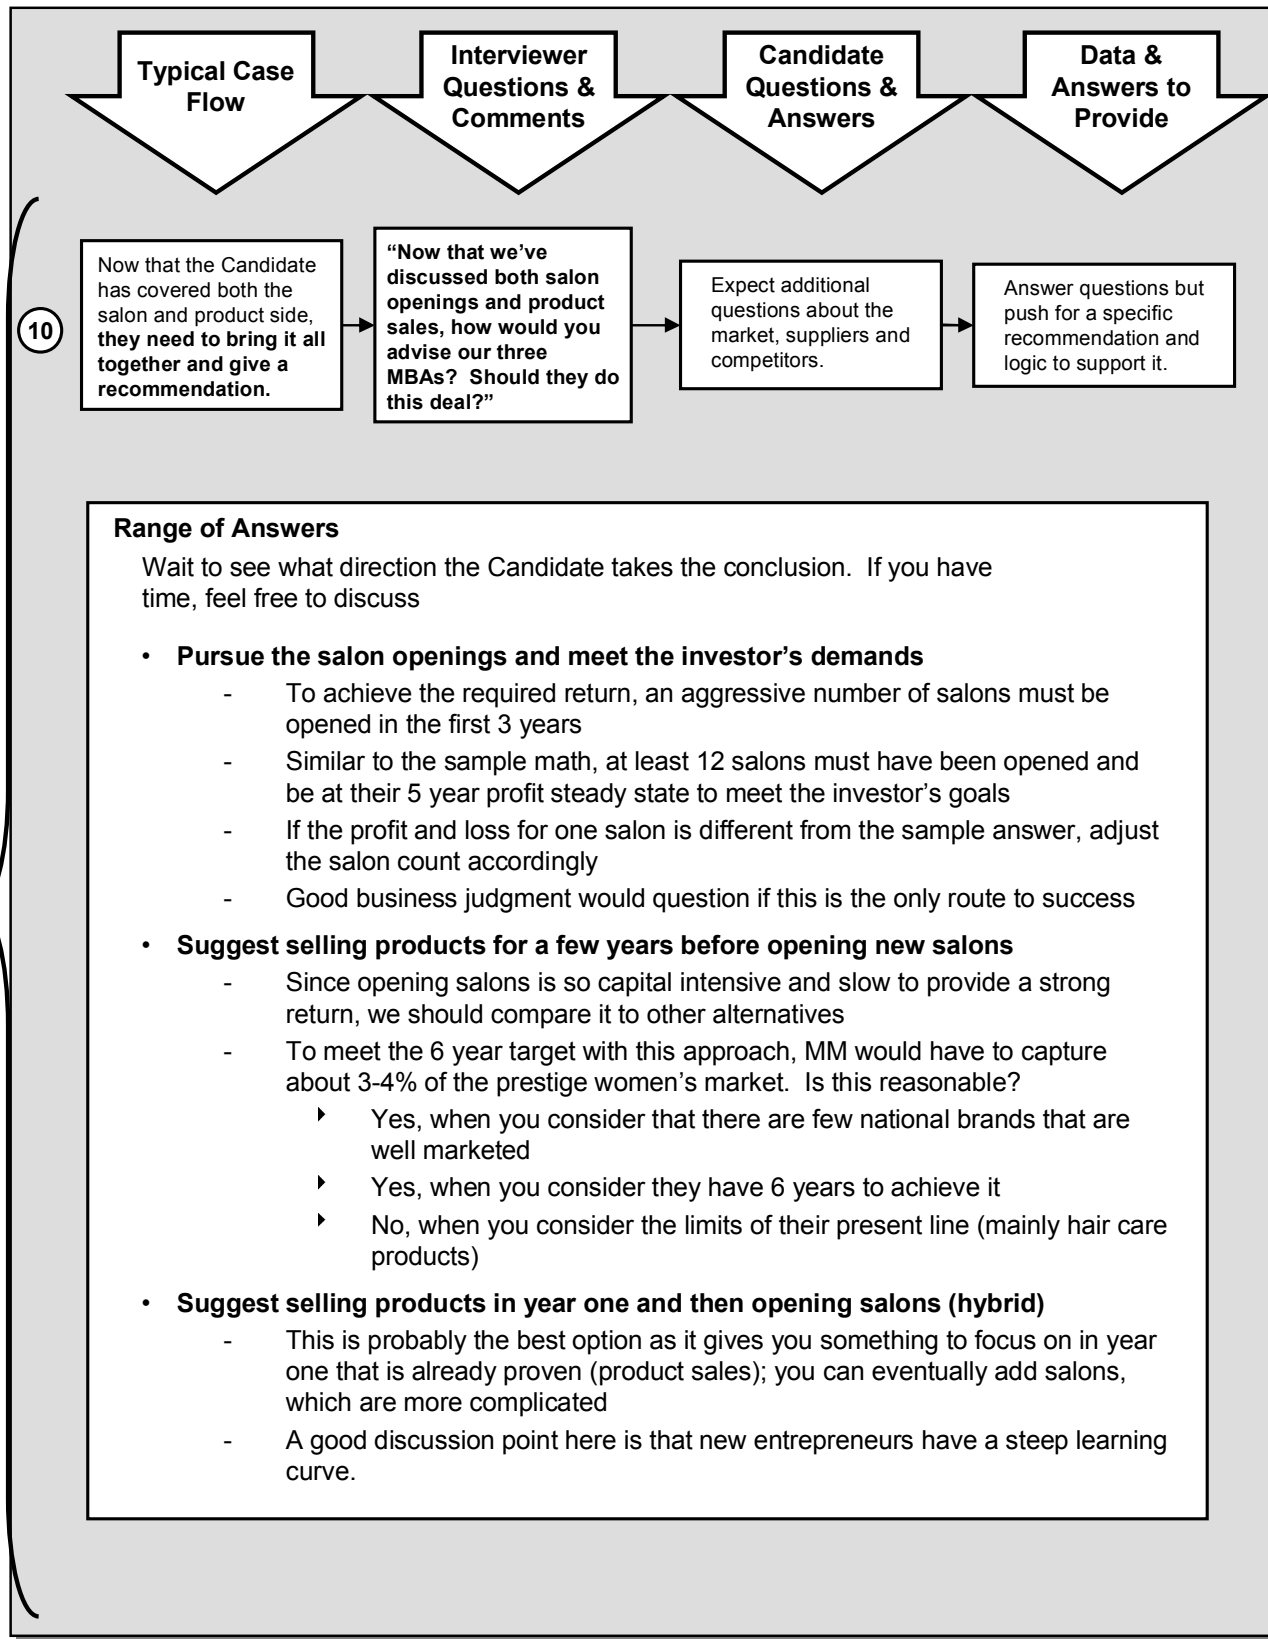 Typical Case
Flow
Interviewer
Questions &
Comments
Candidate
Questions &
Answers
Data &
Answers to
Provide
10
Now that the Candidate
has covered both the
salon and product side,
they need to bring it all
together and give a
recommendation.
“Now that we’ve
discussed both salon
openings and product
sales, how would you
advise our three
MBAs?  Should they do
this deal?”
Expect additional
questions about the
market, suppliers and
competitors.
Answer questions but
push for a specific
recommendation and
logic to support it.
Range of Answers
Wait to see what direction the Candidate takes the conclusion.  If you have
time, feel free to discuss
• Pursue the salon openings and meet the investor’s demands
- To achieve the required return, an aggressive number of salons must be
opened in the first 3 years
- Similar to the sample math, at least 12 salons must have been opened and
be at their 5 year profit steady state to meet the investor’s goals
- If the profit and loss for one salon is different from the sample answer, adjust
the salon count accordingly
- Good business judgment would question if this is the only route to success
• Suggest selling products for a few years before opening new salons
- Since opening salons is so capital intensive and slow to provide a strong
return, we should compare it to other alternatives
- To meet the 6 year target with this approach, MM would have to capture
about 3-4% of the prestige women’s market.  Is this reasonable?
Yes, when you consider that there are few national brands that are
well marketed
Yes, when you consider they have 6 years to achieve it
No, when you consider the limits of their present line (mainly hair care
products)
• Suggest selling products in year one and then opening salons (hybrid)
- This is probably the best option as it gives you something to focus on in year
one that is already proven (product sales); you can eventually add salons,
which are more complicated
- A good discussion point here is that new entrepreneurs have a steep learning
curve.